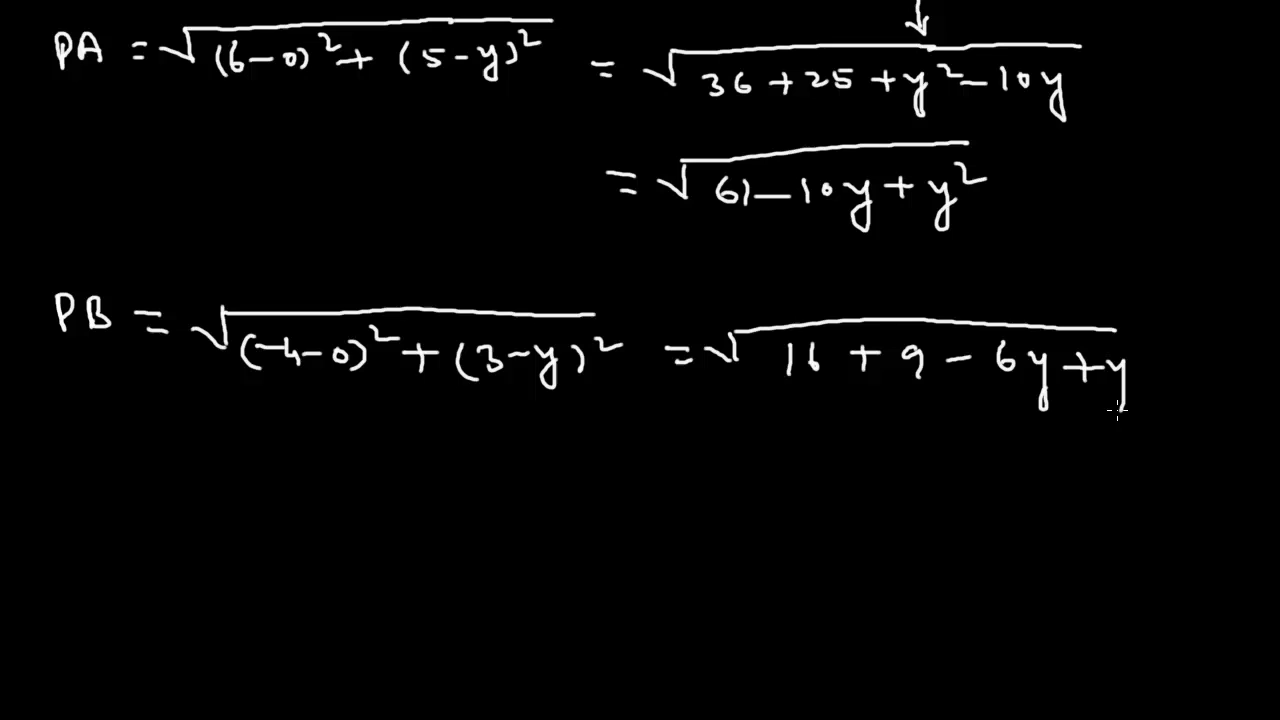 PA = √(6-0)² + (5-y)² = √36 + 25 + y² - 10y
= √61 - 10y + y²
PB = √(-4-0)² + (3-y)² = √16 + 9 - 6y + y